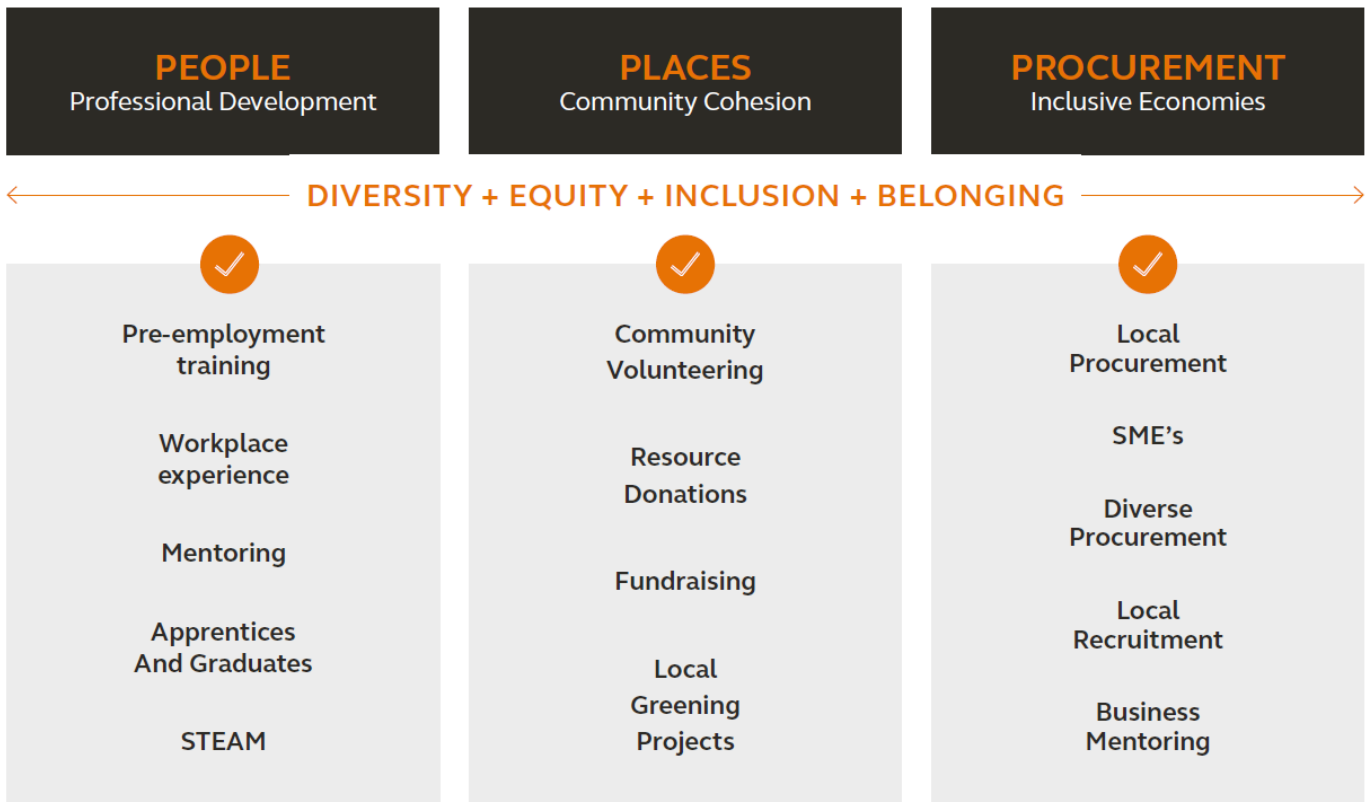 PEOPLE
Professional Development
PLACES
Community Cohesion
PROCUREMENT
Inclusive Economies
DIVERSITY + EQUITY + INCLUSION + BELONGING
Pre-employment
training
Workplace
experience
Mentoring
Apprentices
And Graduates
STEAM
Community
Volunteering
Resource
Donations
Fundraising
Local
Greening
Projects
Local
Procurement
SME’s
Diverse
Procurement
Local
Recruitment
Business
Mentoring